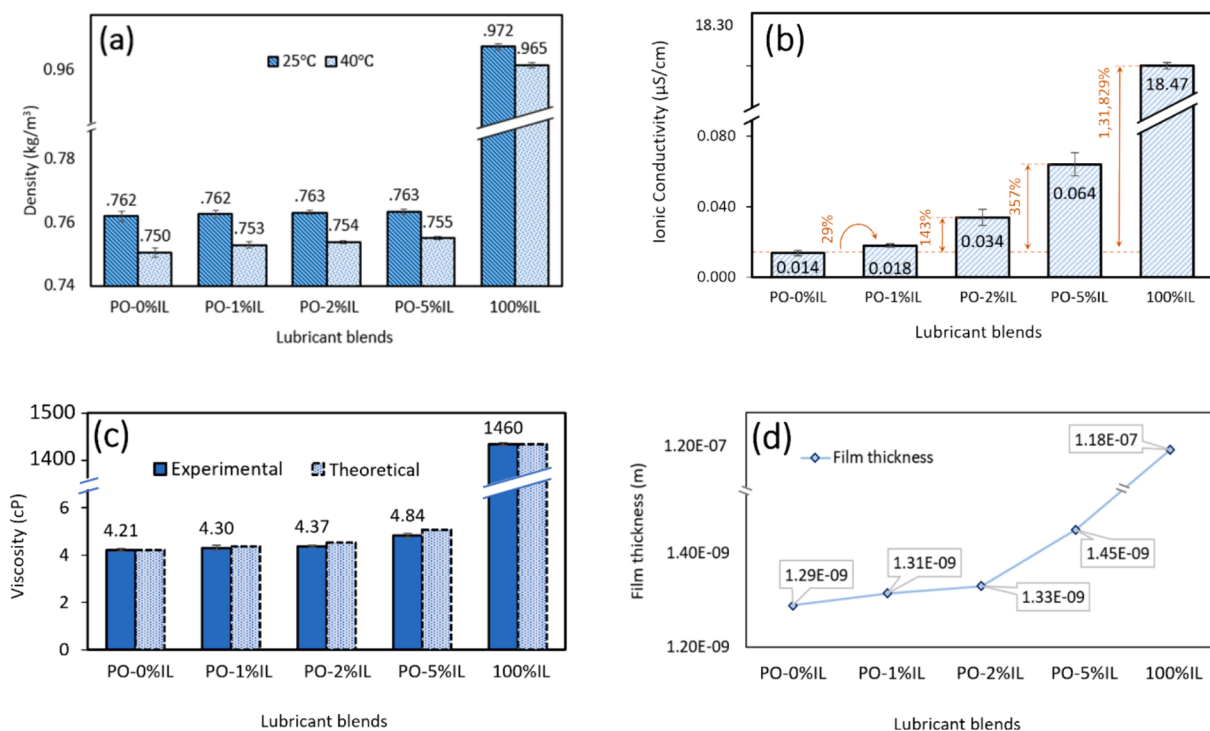 (a)
25°C 40°C
Density (kg/m³)
0.96
0.78
0.76
0.74
.762 .750
.762 .753
.763 .754
.763 .755
.972 .965
PO-0%IL PO-1%IL PO-2%IL PO-5%IL 100%IL
Lubricant blends
(b)
Ionic Conductivity (µS/cm)
18.30
0.080
0.040
0.000
0.014
0.018
0.034
0.064
18.47
29%
143%
357%
1,31,829%
PO-0%IL PO-1%IL PO-2%IL PO-5%IL 100%IL
Lubricant blends
(c)
Experimental Theoretical
Viscosity (cP)
1500
1400
6
4
2
0
4.21
4.30
4.37
4.84
1460
PO-0%IL PO-1%IL PO-2%IL PO-5%IL 100%IL
Lubricant blends
(d)
Film thickness
Film thickness (m)
1.20E-07
1.40E-09
1.20E-09
1.29E-09
1.31E-09
1.33E-09
1.45E-09
1.18E-07
PO-0%IL PO-1%IL PO-2%IL PO-5%IL 100%IL
Lubricant blends